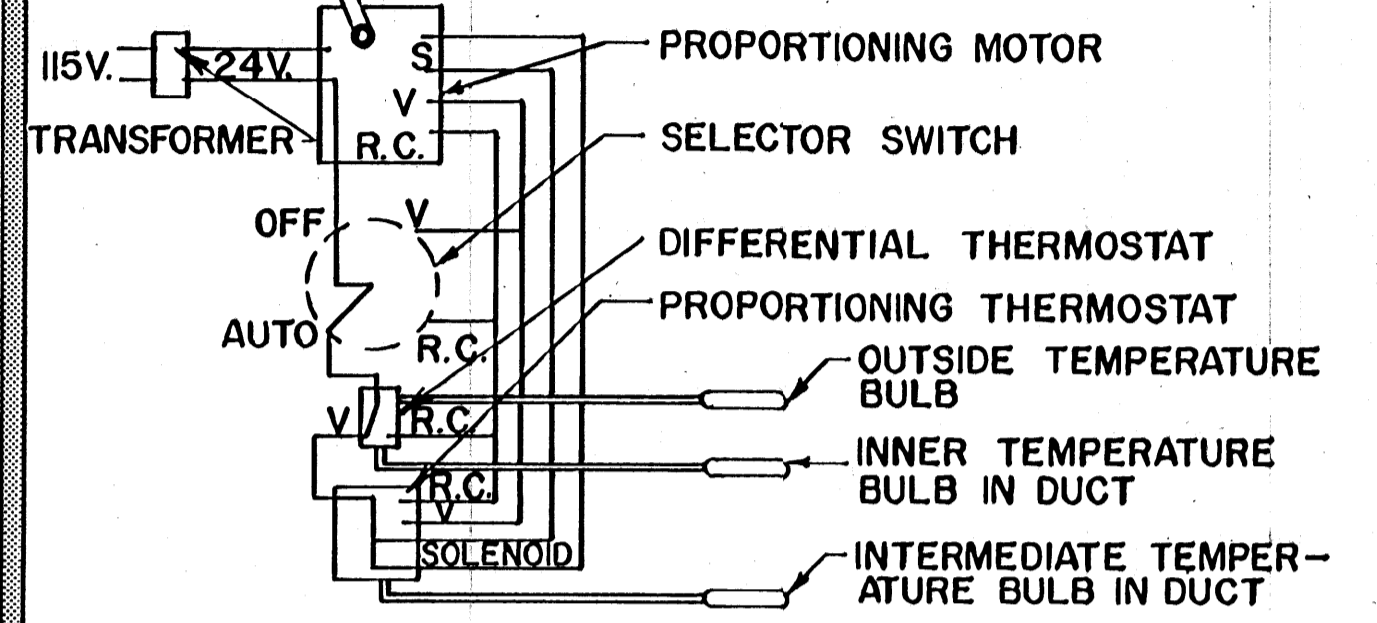 S
PROPORTIONING MOTOR
115V.
24V.
V
TRANSFORMER
R.C.
SELECTOR SWITCH
OFF
V
DIFFERENTIAL THERMOSTAT
PROPORTIONING THERMOSTAT
AUTO
R.C.
OUTSIDE TEMPERATURE
BULB
V
R.C.
INNER TEMPERATURE
BULB IN DUCT
R.C.
V
SOLENOID
INTERMEDIATE TEMPER-
ATURE BULB IN DUCT